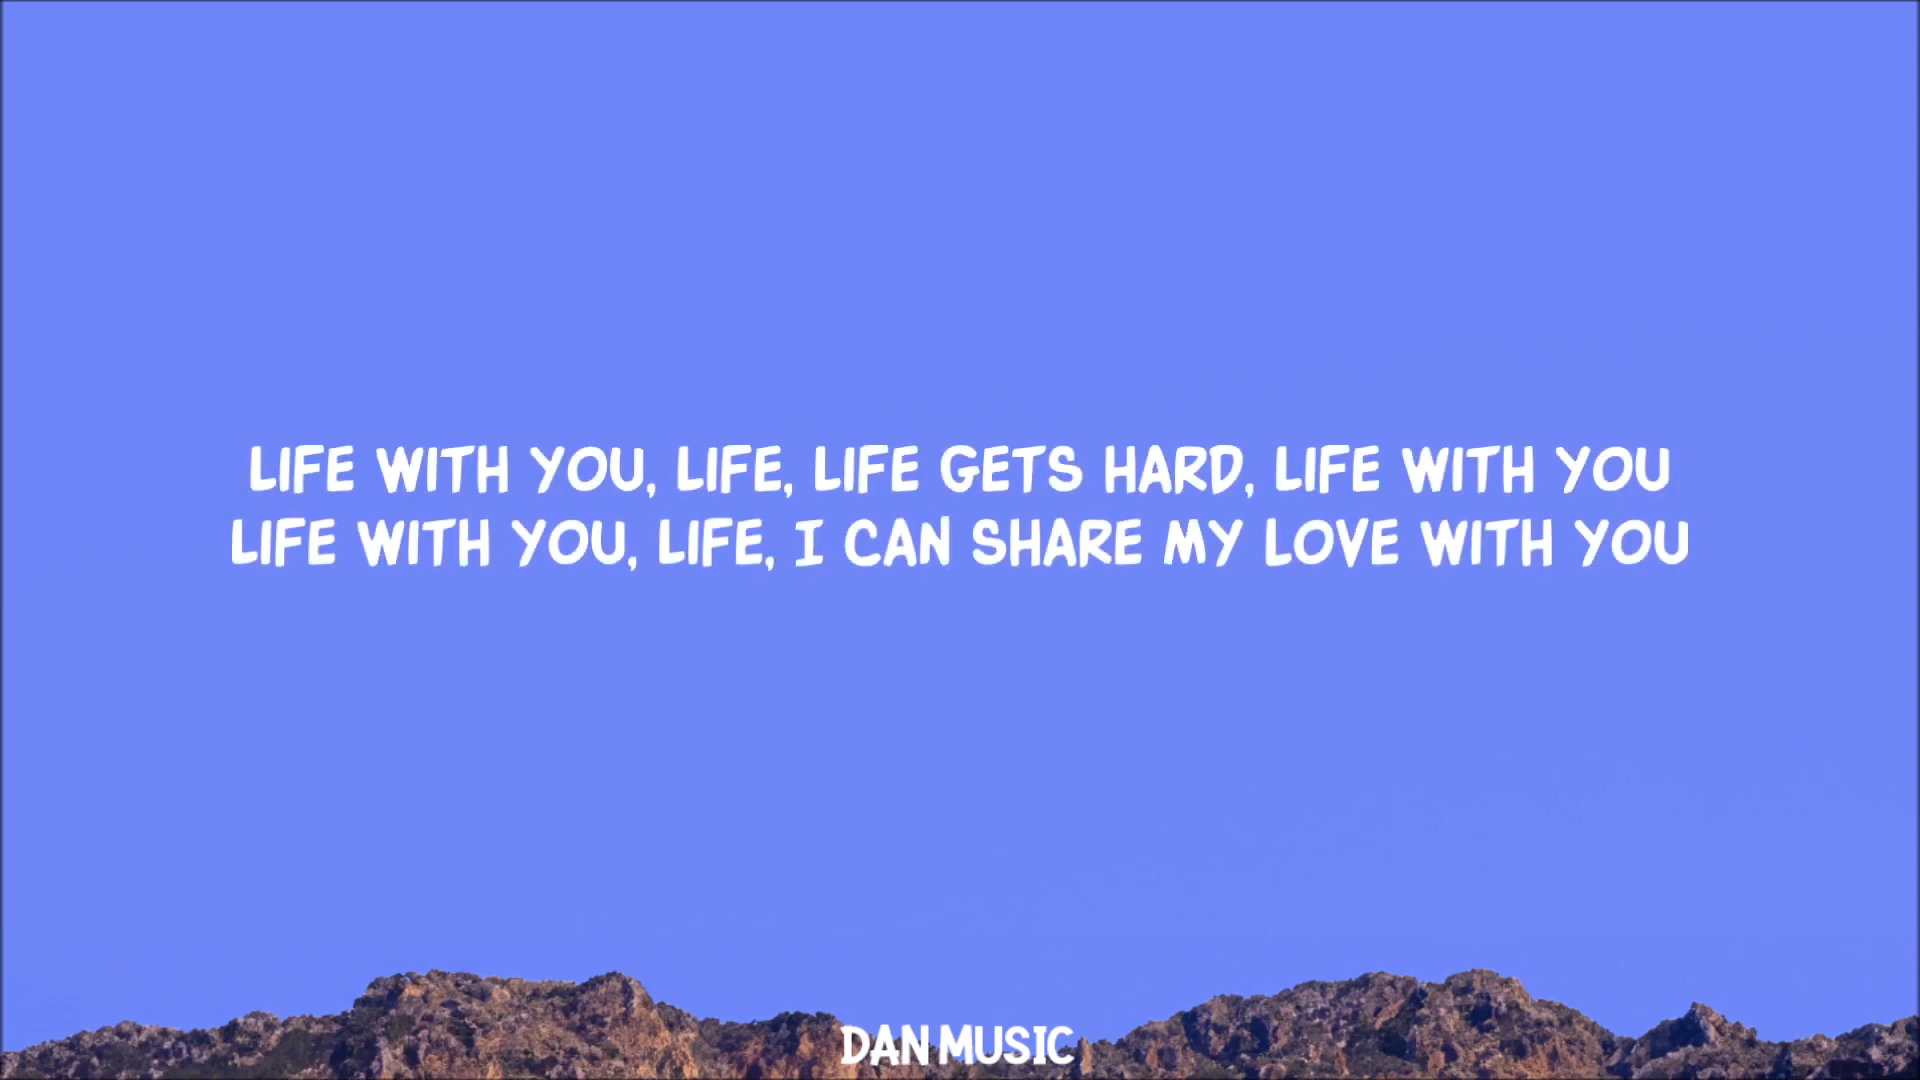 LIFE WITH YOU, LIFE, LIFE GETS HARD, LIFE WITH YOU
LIFE WITH YOU, LIFE, I CAN SHARE MY LOVE WITH YOU
DAN MUSIC